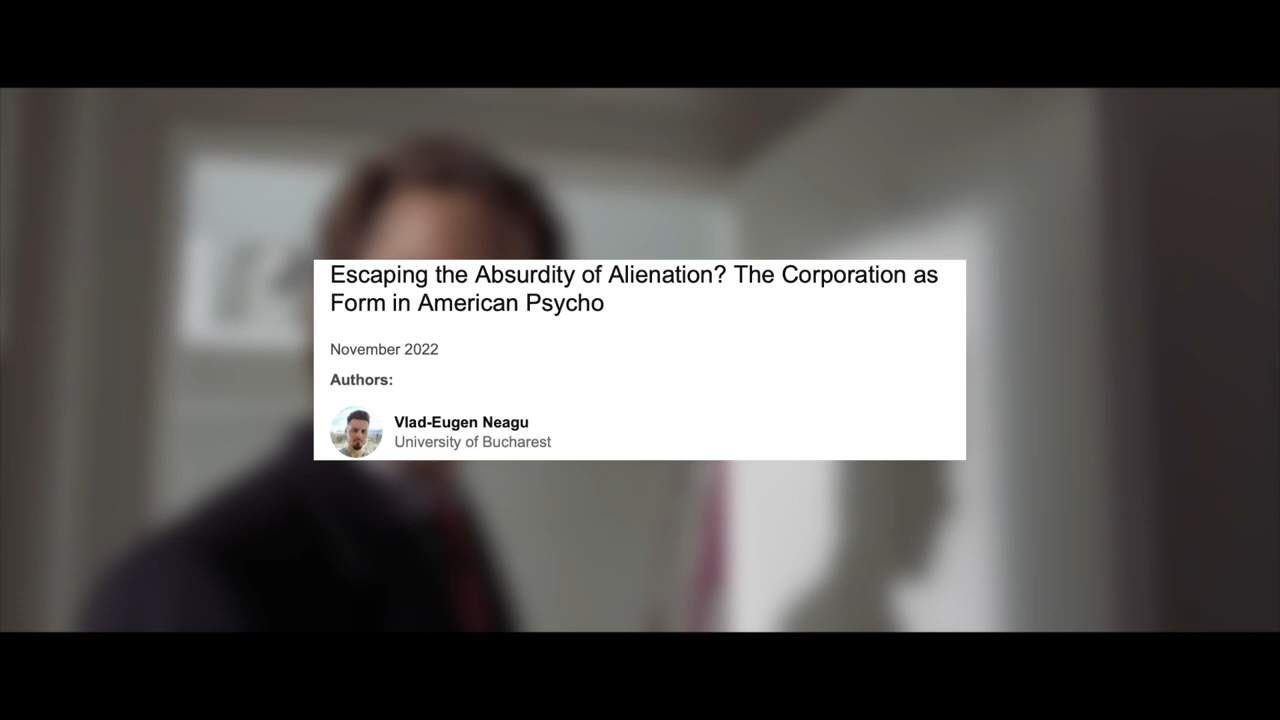 Escaping the Absurdity of Alienation? The Corporation as
Form in American Psycho
November 2022
Authors:
Vlad-Eugen Neagu
University of Bucharest